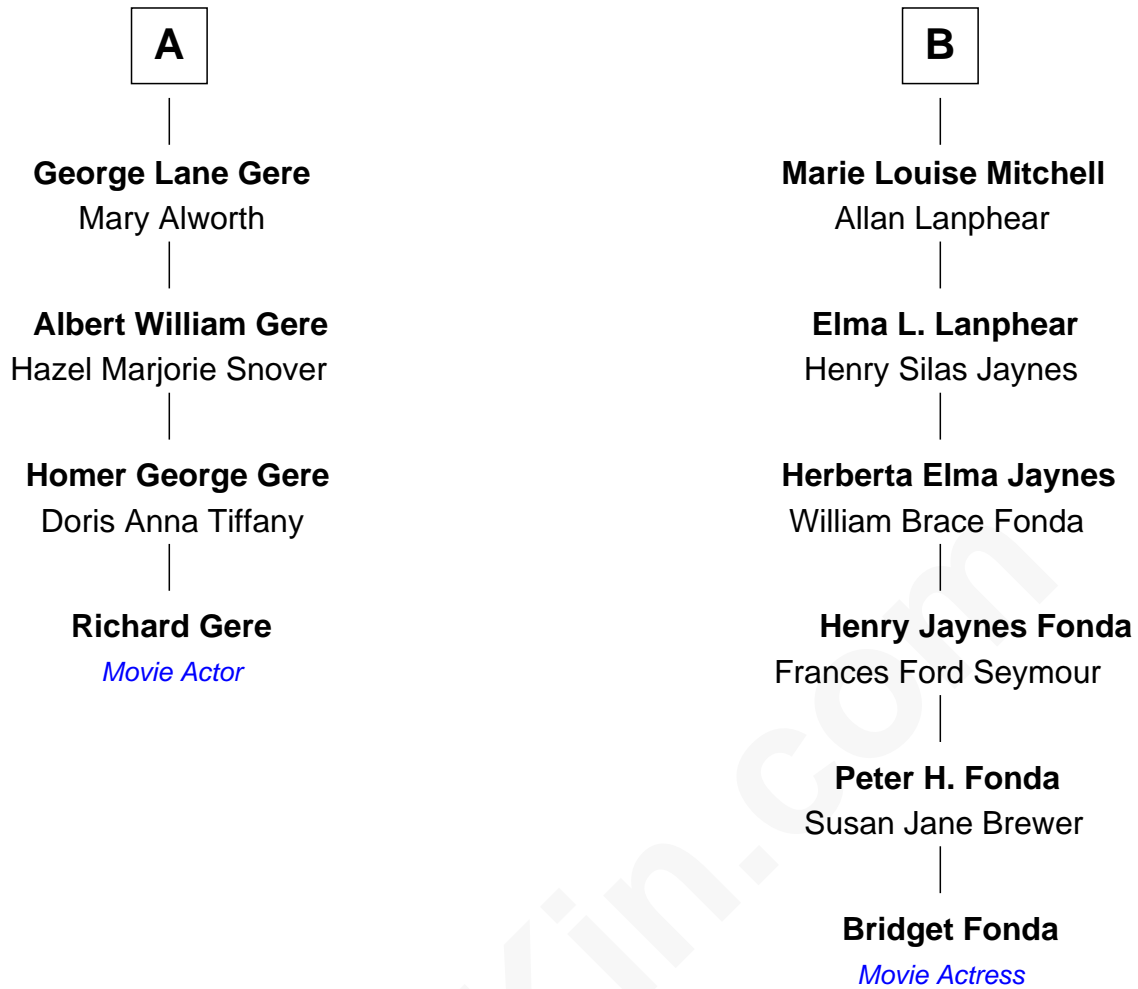 A
George Lane Gere
Mary Alworth
Albert William Gere
Hazel Marjorie Snover
Homer George Gere
Doris Anna Tiffany
Richard Gere
Movie Actor
B
Marie Louise Mitchell
Allan Lanphear
Elma L. Lanphear
Henry Silas Jaynes
Herberta Elma Jaynes
William Brace Fonda
Henry Jaynes Fonda
Frances Ford Seymour
Peter H. Fonda
Susan Jane Brewer
Bridget Fonda
Movie Actress